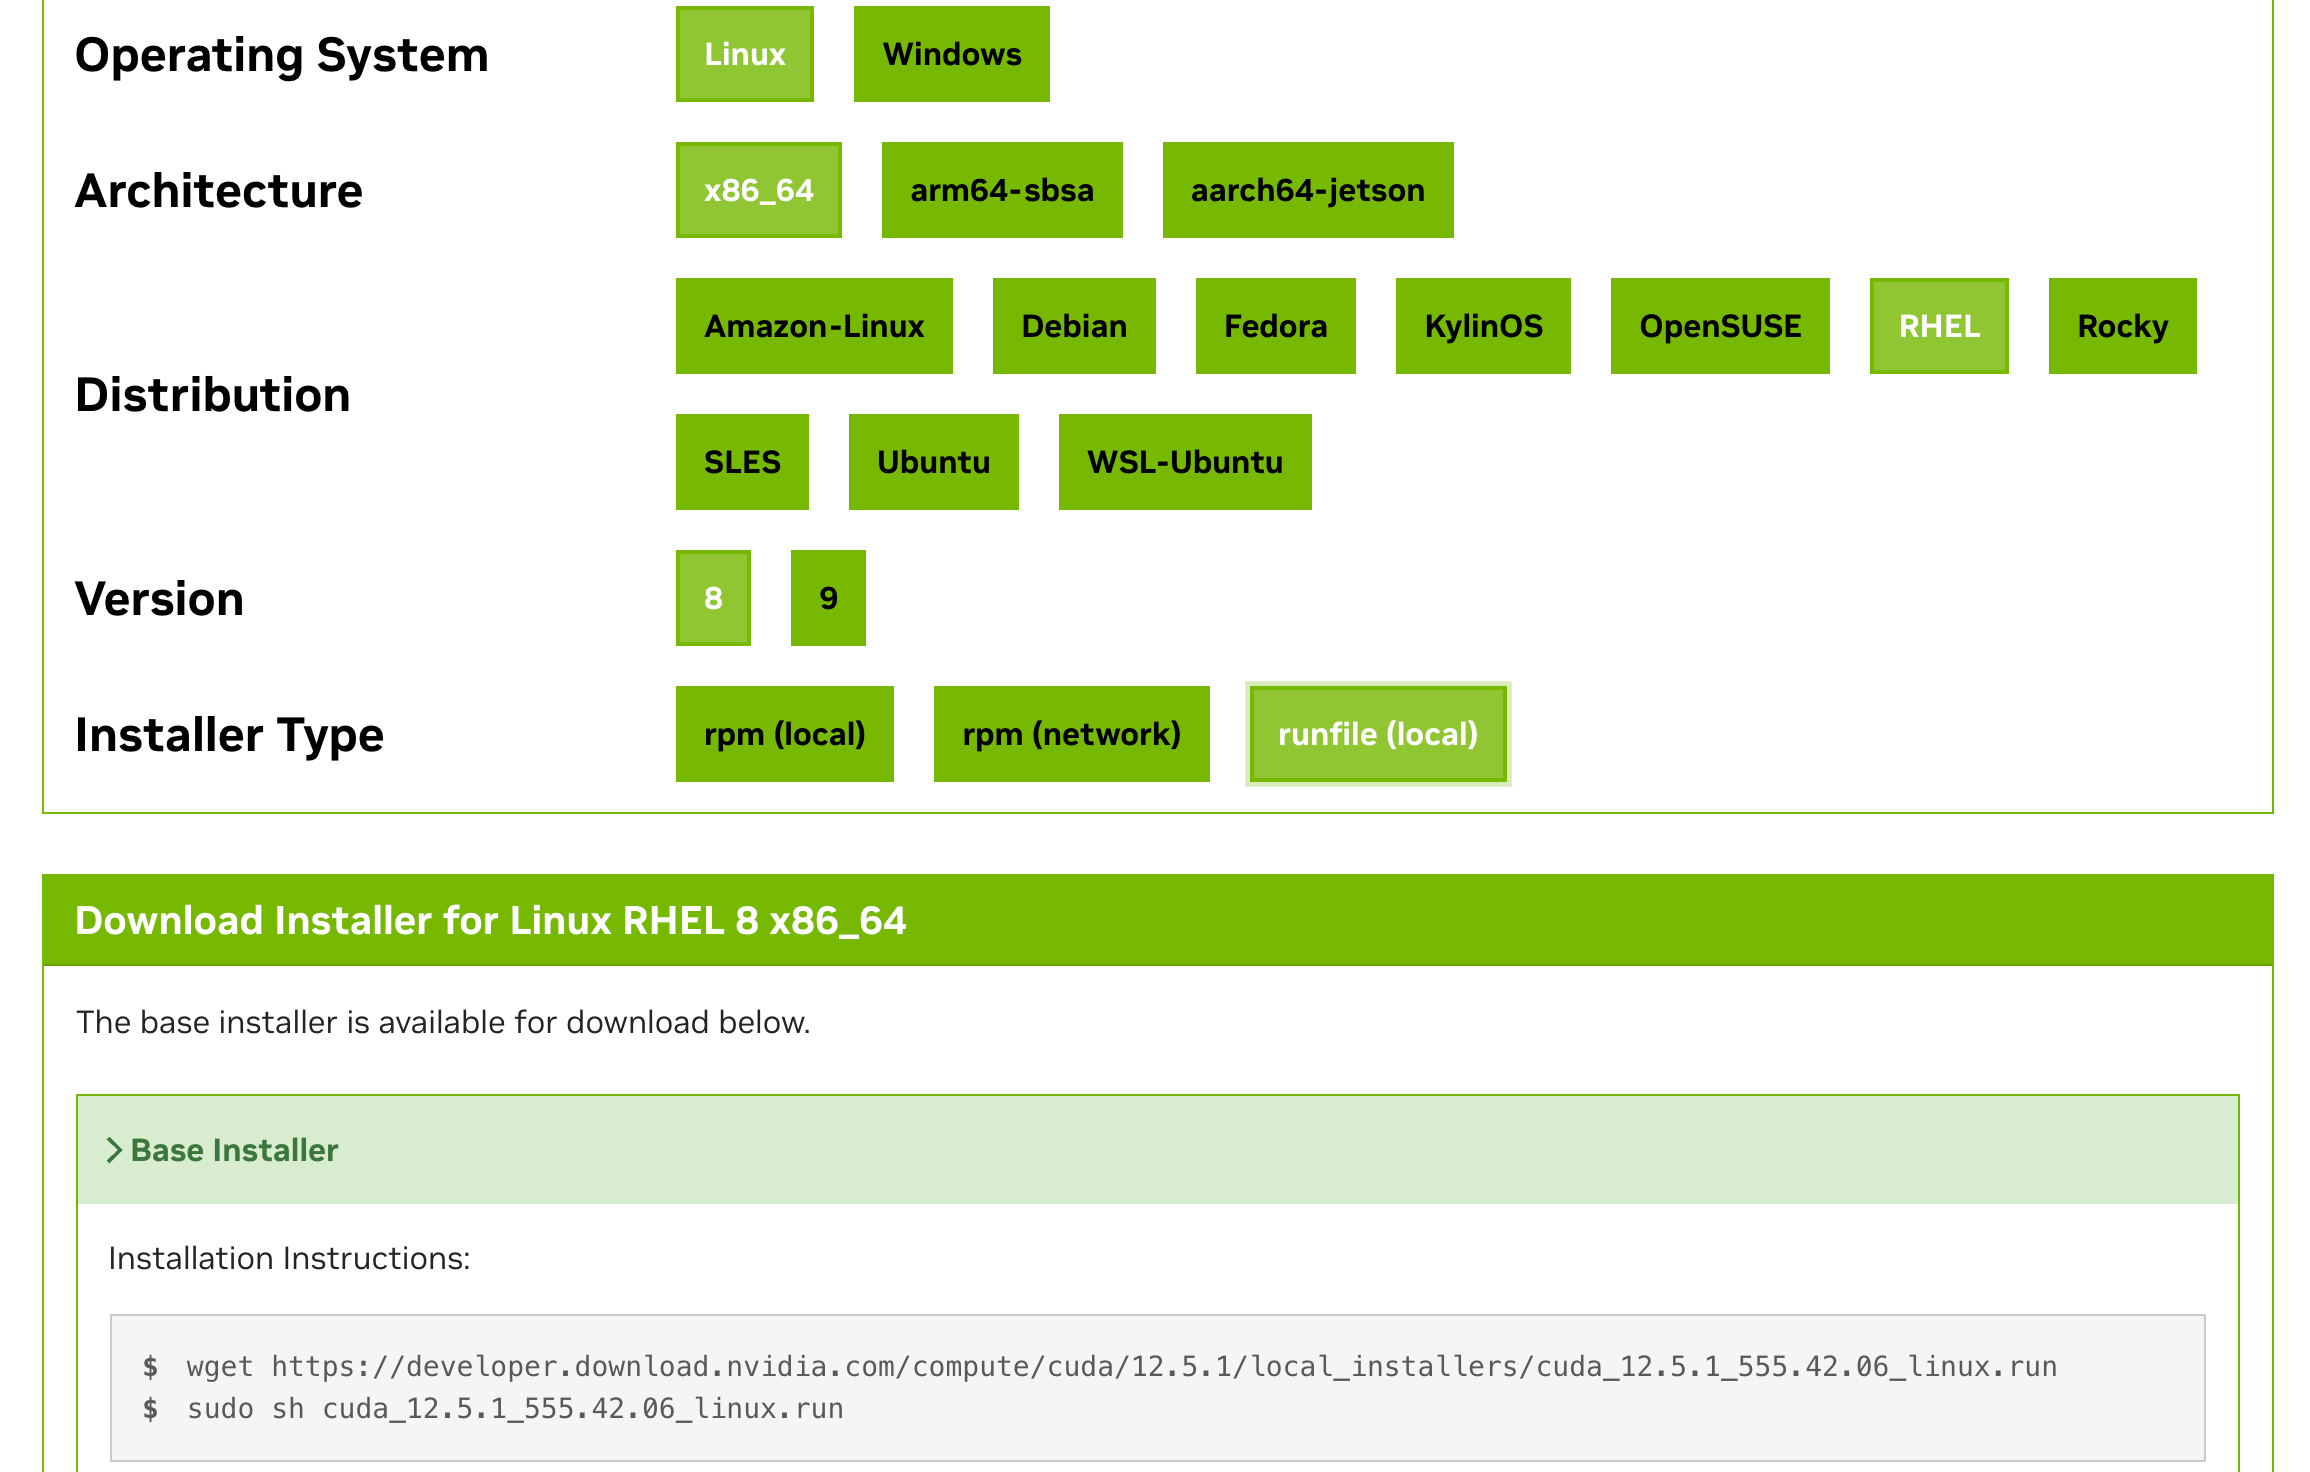 Operating System
Linux Windows
Architecture
x86_64 arm64-sbsa aarch64-jetson
Distribution
Amazon-Linux Debian Fedora KylinOS OpenSUSE RHEL Rocky
SLES Ubuntu WSL-Ubuntu
Version
8 9
Installer Type
rpm (local) rpm (network) runfile (local)
Download Installer for Linux RHEL 8 x86_64
The base installer is available for download below.
Base Installer
Installation Instructions:
$ wget https://developer.download.nvidia.com/compute/cuda/12.5.1/local_installers/cuda_12.5.1_555.42.06_linux.run
$ sudo sh cuda_12.5.1_555.42.06_linux.run